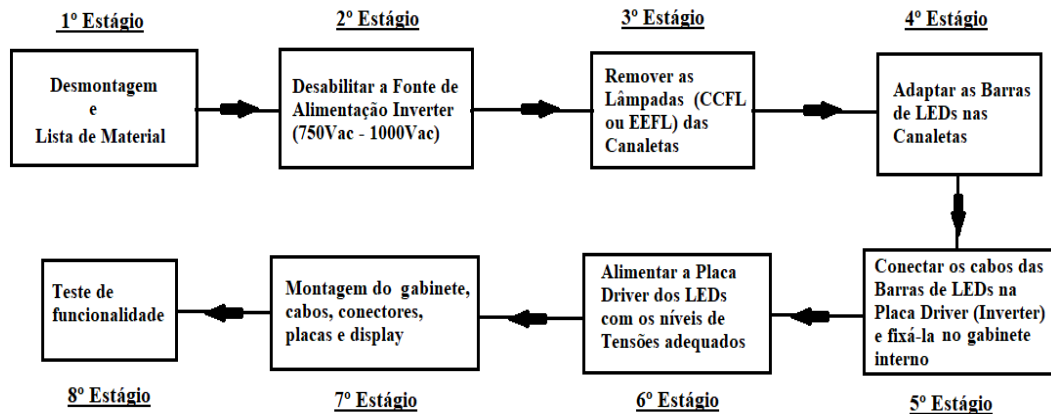 1º Estágio
Desmontagem
e
Lista de Material
2º Estágio
Desabilitar a Fonte de
Alimentação Inverter
(750Vac - 1000Vac)
3º Estágio
Remover as
Lâmpadas (CCFL
ou EEFL) das
Canaletas
4º Estágio
Adaptar as Barras
de LEDs nas
Canaletas
Conectar os cabos das
Barras de LEDs na
Placa Driver (Inverter)
e fixá-la no gabinete
interno
5º Estágio
Alimentar a Placa
Driver dos LEDs
com os níveis de
Tensões adequados
6º Estágio
Montagem do gabinete,
cabos, conectores,
placas e display
7º Estágio
Teste de
funcionalidade
8º Estágio